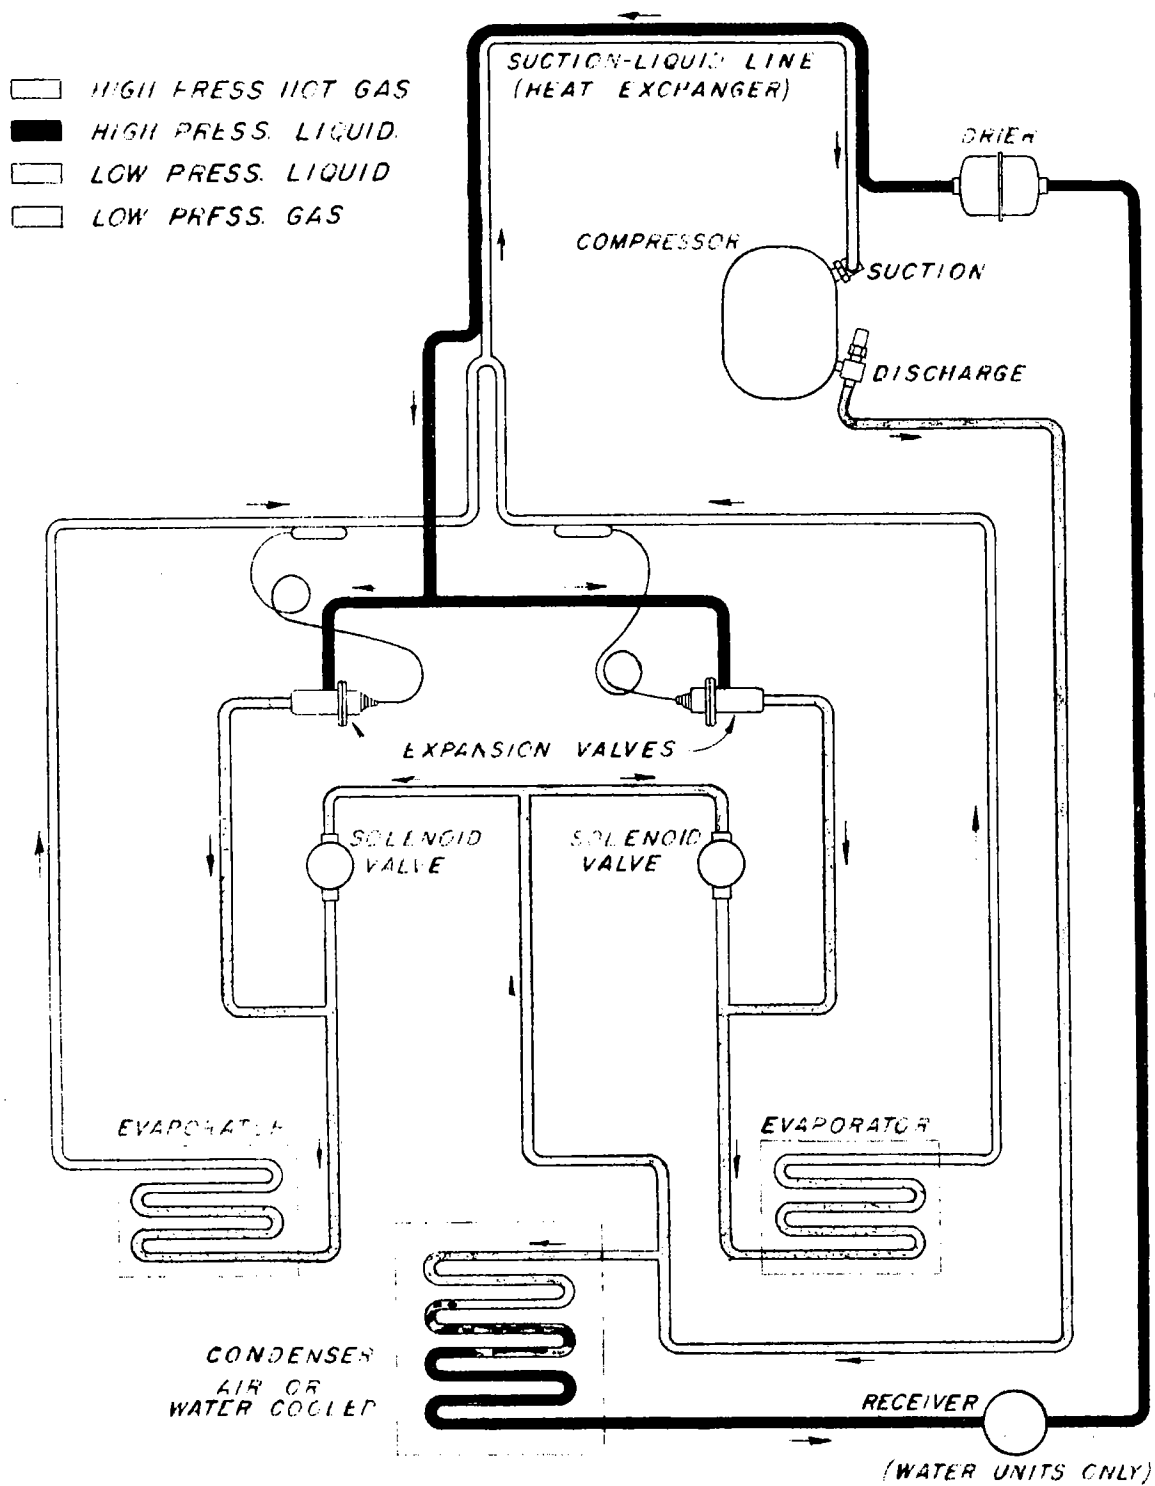 HIGH PRESS HOT GAS
HIGH PRESS. LIQUID.
LOW PRESS. LIQUID
LOW PRESS. GAS
SUCTION-LIQUID LINE
(HEAT EXCHANGER)
DRIER
COMPRESSOR
SUCTION
DISCHARGE
EXPANSION VALVES
SOLENOID
VALVE
SOLENOID
VALVE
EVAPORATOR
EVAPORATOR
CONDENSER
AIR OR
WATER COOLED
RECEIVER
(WATER UNITS ONLY)